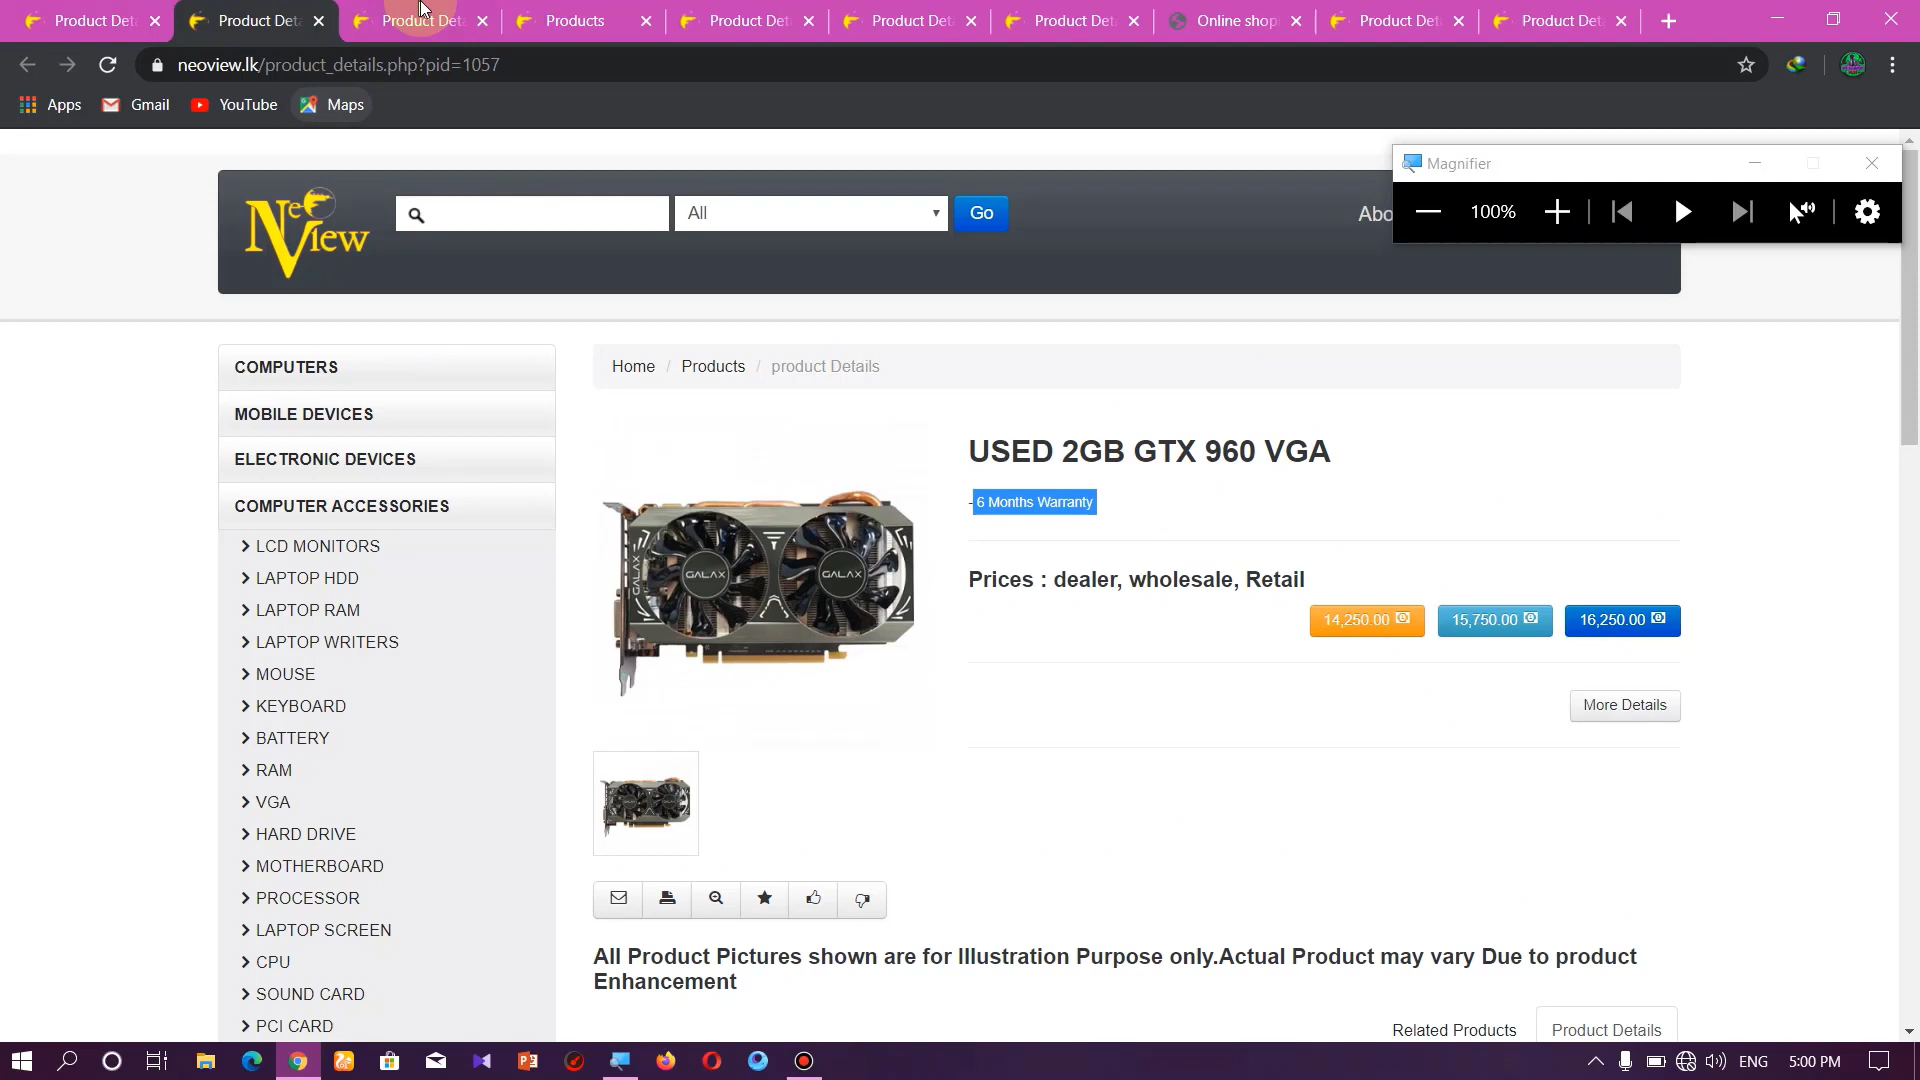 Product Det
Product Det
Product Det
Products
Product Det
Product Det
Product Det
Online shop
Product Det
Product Det
neoview.lk/product_details.php?pid=1057
Apps
Gmail
YouTube
Maps
Magnifier
100%
NeView
All
Go
Abo
COMPUTERS
MOBILE DEVICES
ELECTRONIC DEVICES
COMPUTER ACCESSORIES
LCD MONITORS
LAPTOP HDD
LAPTOP RAM
LAPTOP WRITERS
MOUSE
KEYBOARD
BATTERY
RAM
VGA
HARD DRIVE
MOTHERBOARD
PROCESSOR
LAPTOP SCREEN
CPU
SOUND CARD
PCI CARD
Home / Products / product Details
GALAX
GALAX
GALAX
USED 2GB GTX 960 VGA
-6 Months Warranty
Prices : dealer, wholesale, Retail
14,250.00
15,750.00
16,250.00
More Details
All Product Pictures shown are for Illustration Purpose only.Actual Product may vary Due to product
Enhancement
Related Products
Product Details
ENG
5:00 PM